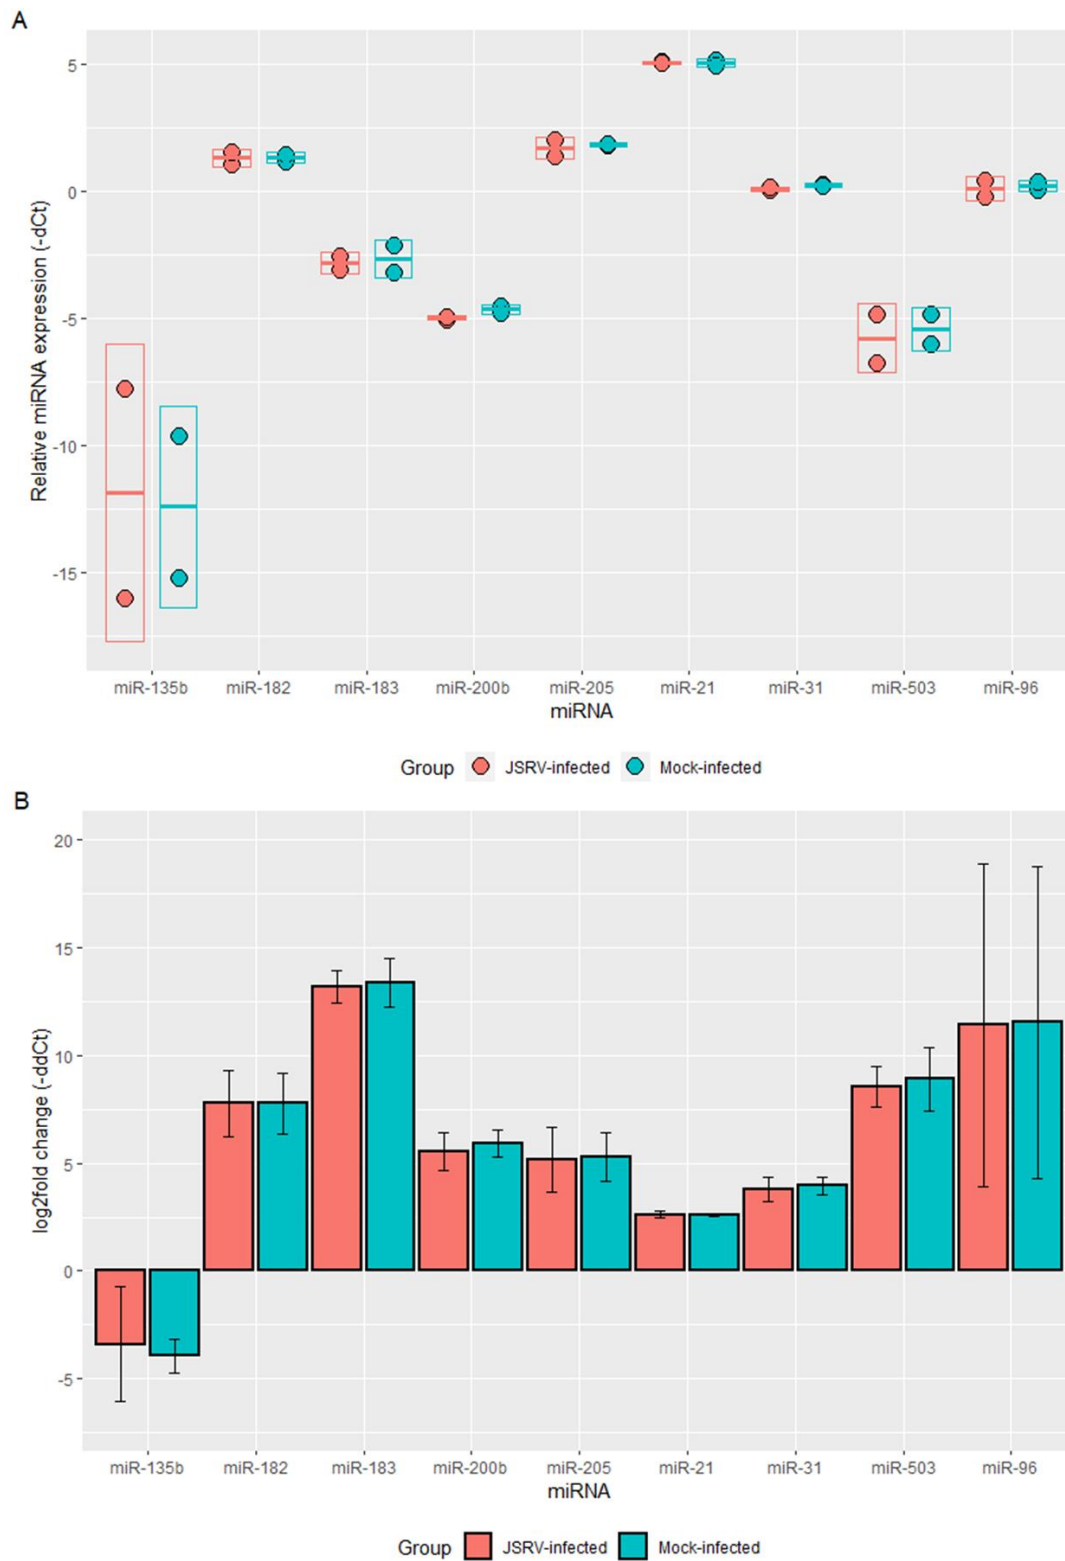 A
Relative miRNA expression (-dCt)
5
0
-5
-10
-15
miR-135b miR-182 miR-183 miR-200b miR-205 miR-21 miR-31 miR-503 miR-96
miRNA
Group JSRV-infected Mock-infected
B
log2fold change (-ddCt)
20
15
10
5
0
-5
miR-135b miR-182 miR-183 miR-200b miR-205 miR-21 miR-31 miR-503 miR-96
miRNA
Group JSRV-infected Mock-infected